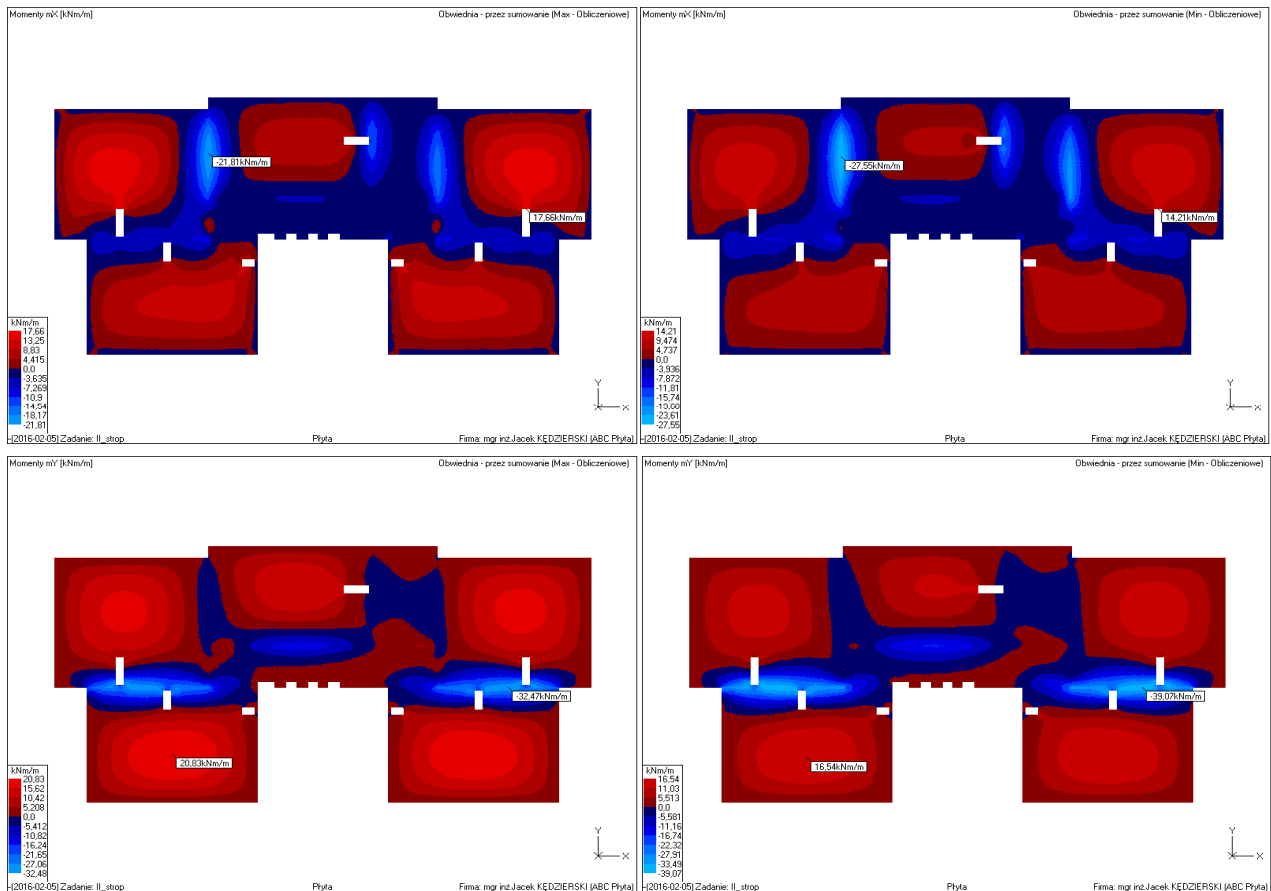 Momenty mX [kNm/m] Obwiednia - przez sumowanie (Max - Obliczeniowe)
-21,81kNm/m
17,66kNm/m
kNm/m
17,66
13,25
8,83
4,415
0,0
-3,635
-7,269
-10,9
-14,54
-18,17
-21,81
Y
X
-(2016-02-05) Zadanie: II_strop Płyta Firma: mgr inż.Jacek KĘDZIERSKI (ABC Płyta)
Momenty mX [kNm/m] Obwiednia - przez sumowanie (Min - Obliczeniowe)
-27,55kNm/m
14,21kNm/m
kNm/m
14,21
9,474
4,737
0,0
-3,936
-7,872
-11,81
-15,74
-23,61
-27,55
Y
X
-(2016-02-05) Zadanie: II_strop Płyta Firma: mgr inż.Jacek KĘDZIERSKI (ABC Płyta)
Momenty mY [kNm/m] Obwiednia - przez sumowanie (Max - Obliczeniowe)
-32,47kNm/m
20,83kNm/m
kNm/m
20,83
15,62
10,42
5,208
0,0
-5,412
-10,82
-16,24
-21,65
-27,06
-32,48
Y
X
-(2016-02-05) Zadanie: II_strop Płyta Firma: mgr inż.Jacek KĘDZIERSKI (ABC Płyta)
Momenty mY [kNm/m] Obwiednia - przez sumowanie (Min - Obliczeniowe)
-39,07kNm/m
16,54kNm/m
kNm/m
16,54
11,03
5,513
0,0
-5,581
-11,16
-16,74
-22,32
-27,91
-33,49
-39,07
Y
X
-(2016-02-05) Zadanie: II_strop Płyta Firma: mgr inż.Jacek KĘDZIERSKI (ABC Płyta)